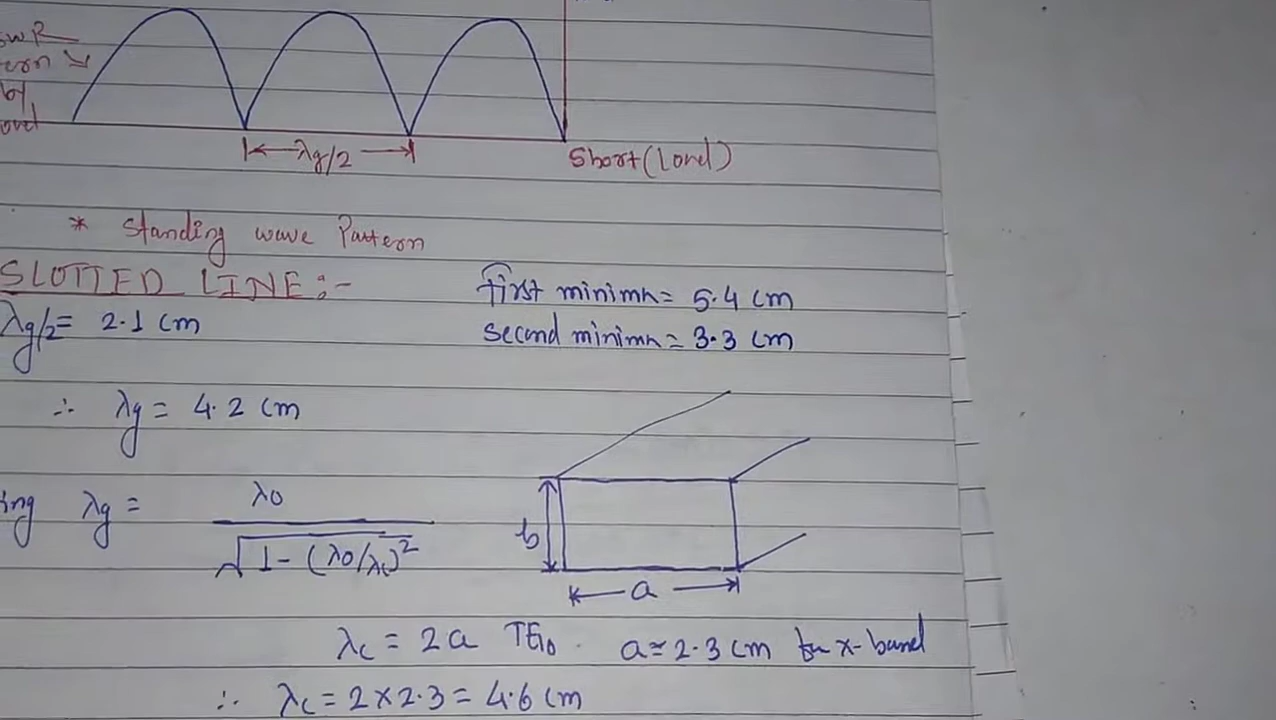 SWR
by
λg/2
Short (Load)
* Standing wave Pattern
SLOTTED LINE:-
λg/2 = 2.1 cm
first minima = 5.4 cm
second minima = 3.3 cm
∴ λg = 4.2 cm
λg = λ0 / √1-(λ0/λc)²
b
a
λc = 2a TE10. a≃2.3 cm for x-band
∴ λc = 2×2.3 = 4.6 cm